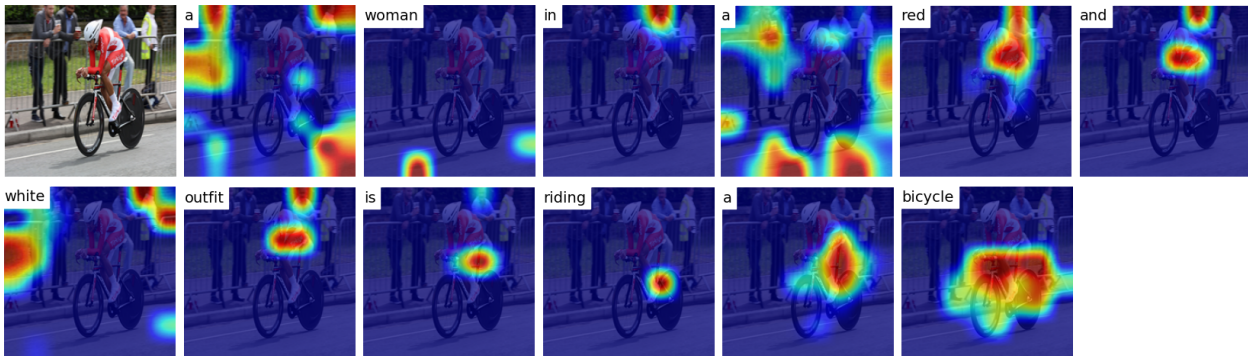 a woman in a red and
white outfit is riding a bicycle